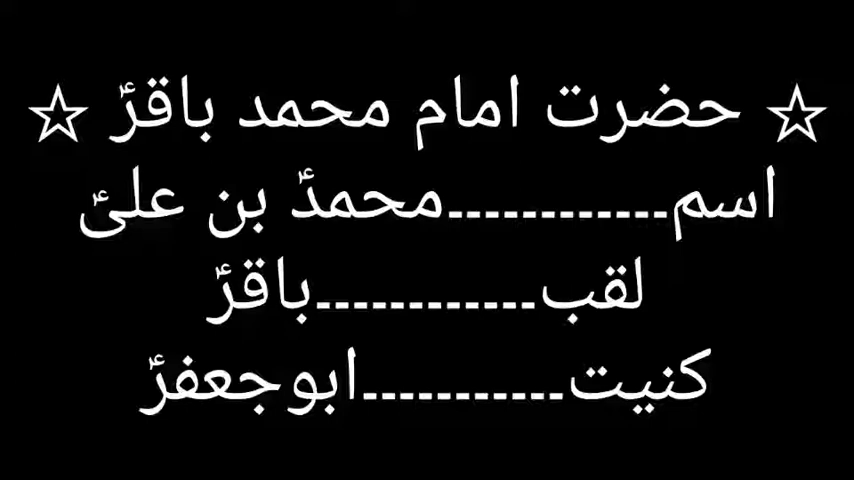 ☆ حضرت امام محمد باقرؑ ☆
اسم............محمدؑ بن علیؑ
لقب............باقرؑ
کنیت...........ابوجعفرؑ